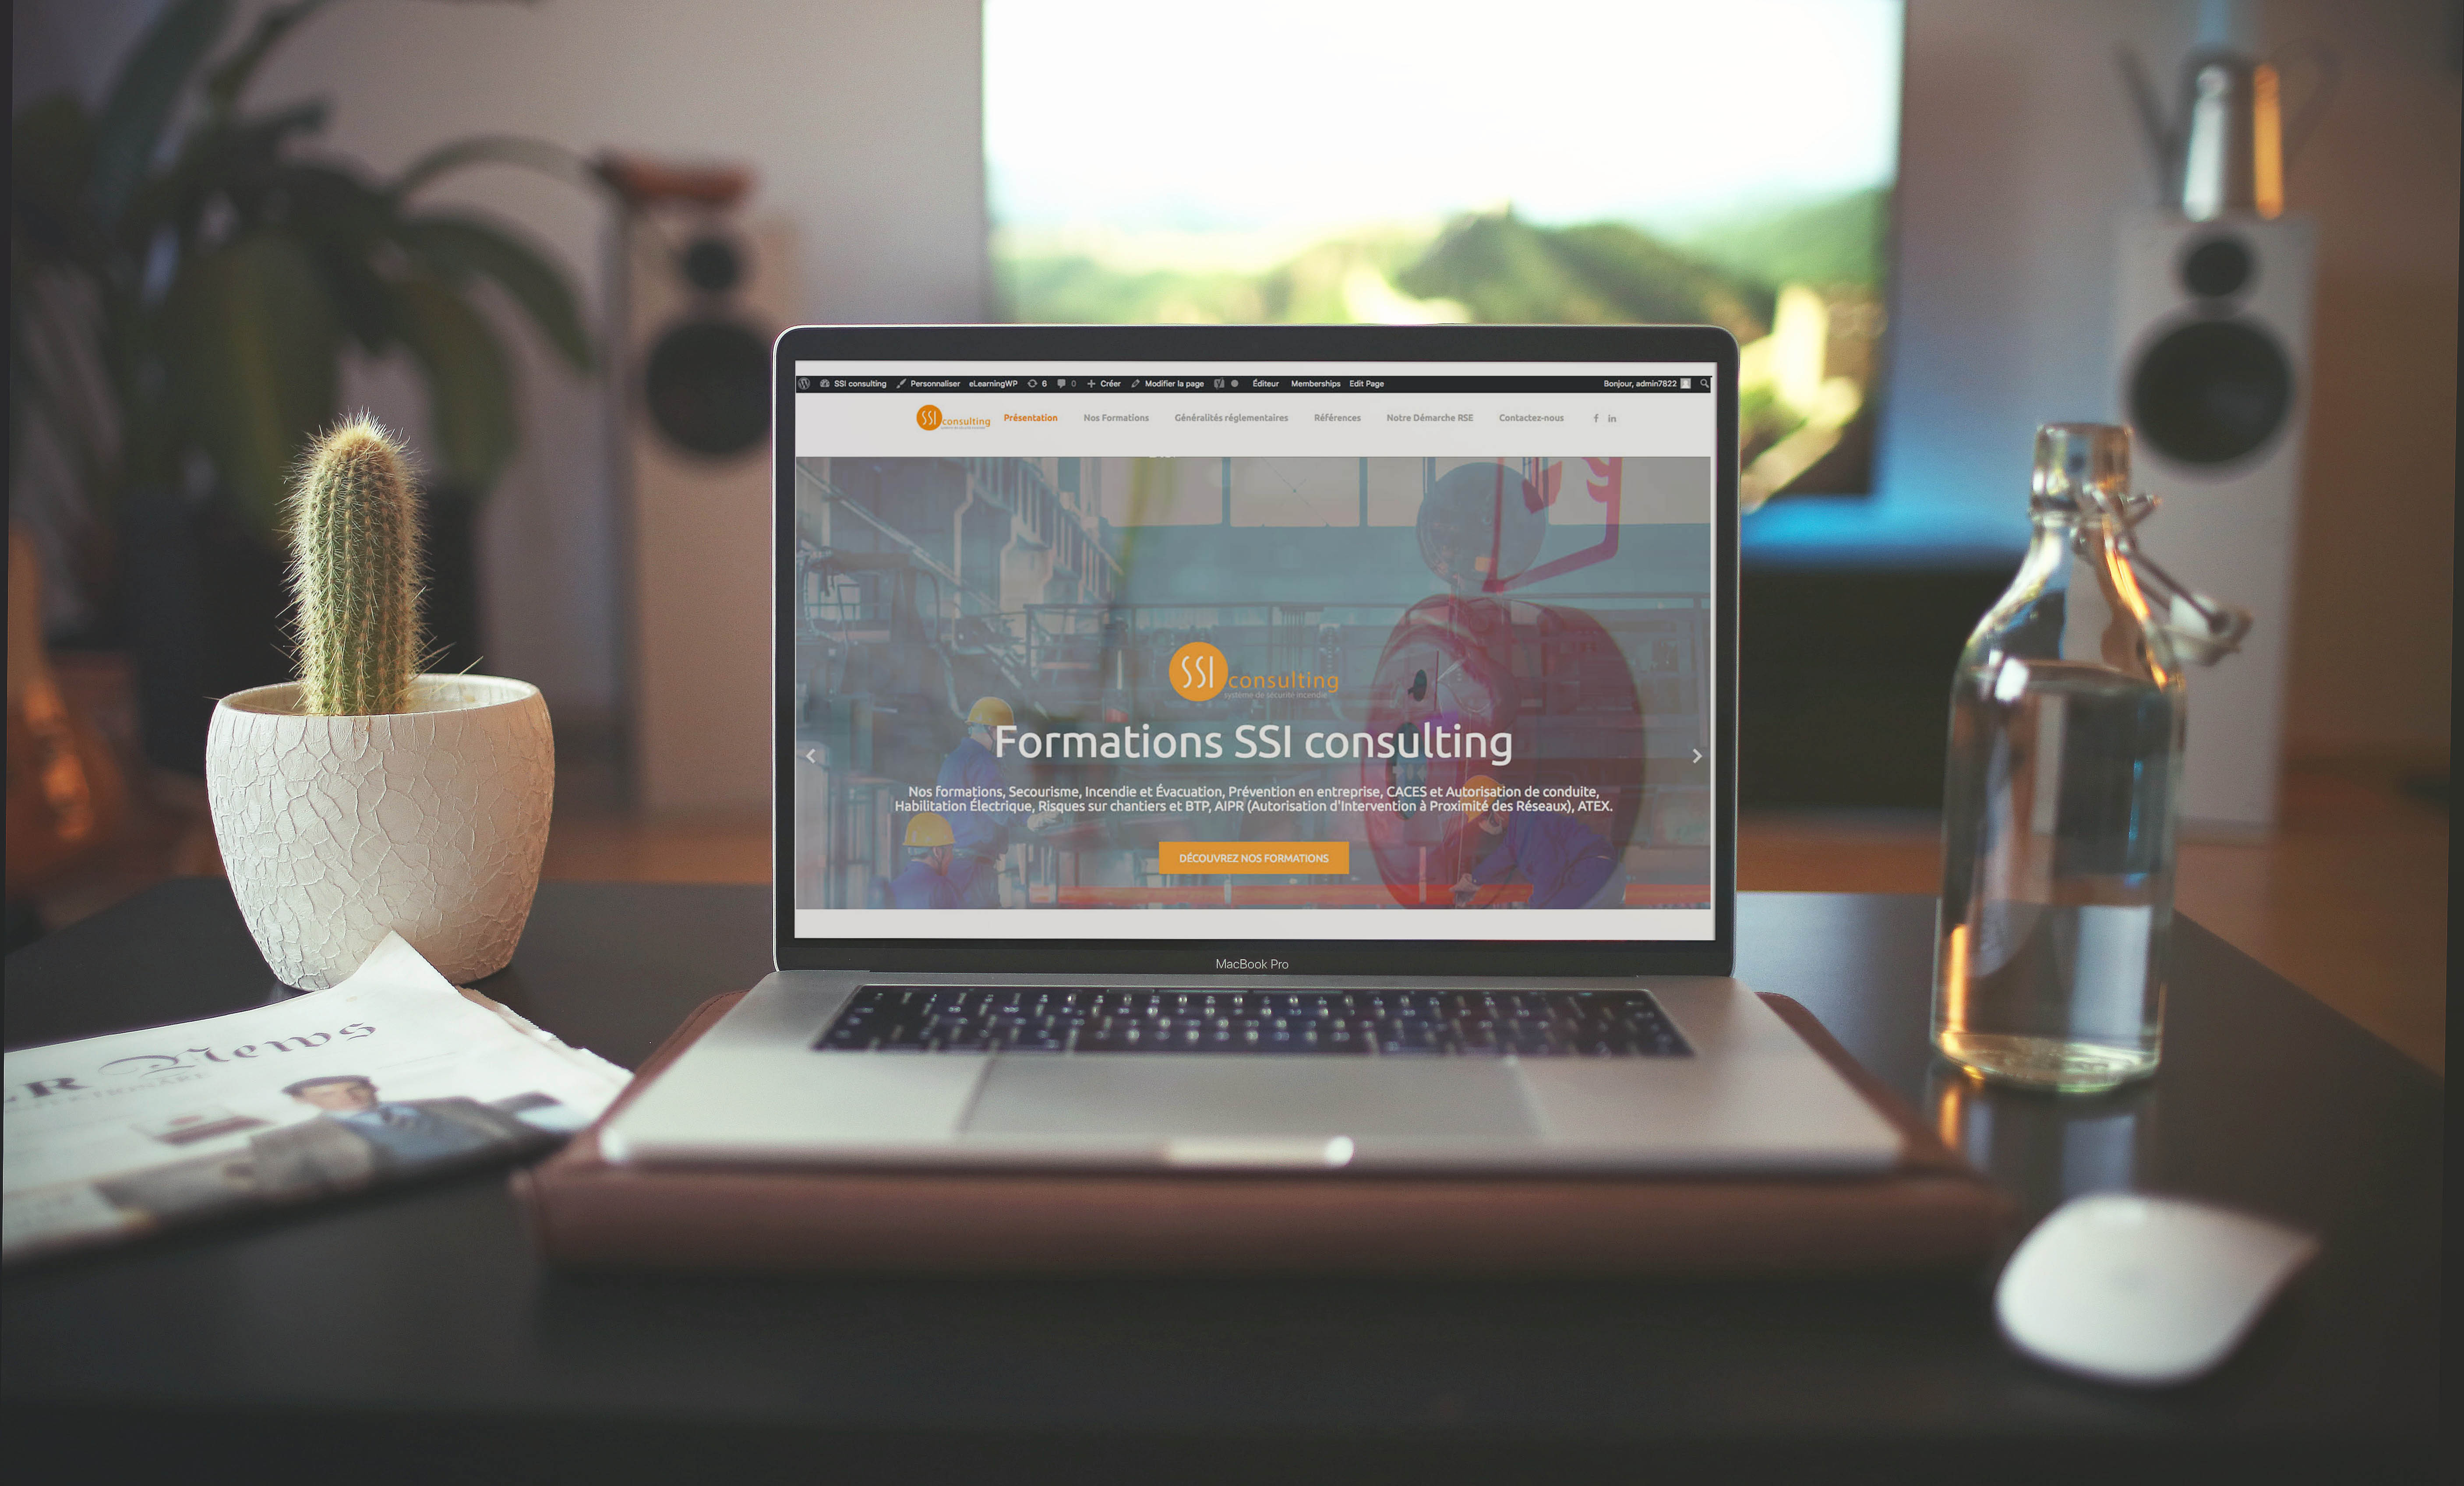 SSI consulting Personnaliser eLearningWP 6 0 Créer Modifier la page Éditeur Memberships Edit Page Bonjour, admin7822
SSI consulting Présentation Nos Formations Généralités réglementaires Références Notre Démarche RSE Contactez-nous f in
SSI consulting
système de sécurité incendie
Formations SSI consulting
Nos formations, Secourisme, Incendie et Évacuation, Prévention en entreprise, CACES et Autorisation de conduite,
Habilitation Électrique, Risques sur chantiers et BTP, AIPR (Autorisation d'Intervention à Proximité des Réseaux), ATEX.
DÉCOUVREZ NOS FORMATIONS
MacBook Pro
R News